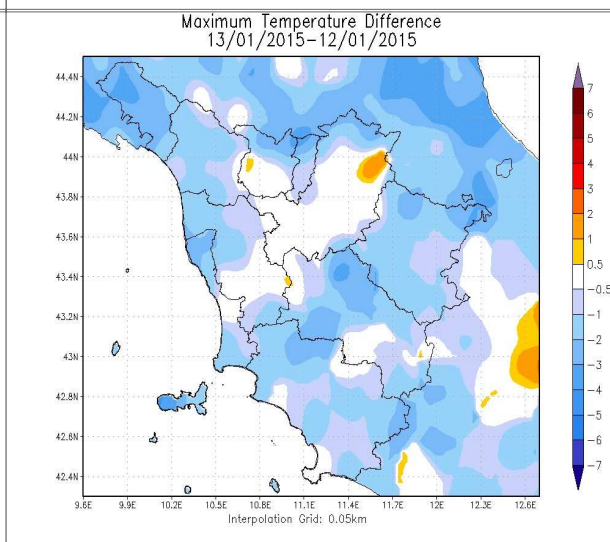 Maximum Temperature Difference
13/01/2015-12/01/2015
44.4N
44.2N
44N
43.8N
43.6N
43.4N
43.2N
43N
42.8N
42.6N
42.4N
9.6E 9.9E 10.2E 10.5E 10.8E 11.1E 11.4E 11.7E 12E 12.3E 12.6E
Interpolation Grid: 0.05km
7
6
5
4
3
2
1
0.5
-0.5
-1
-2
-3
-4
-5
-6
-7